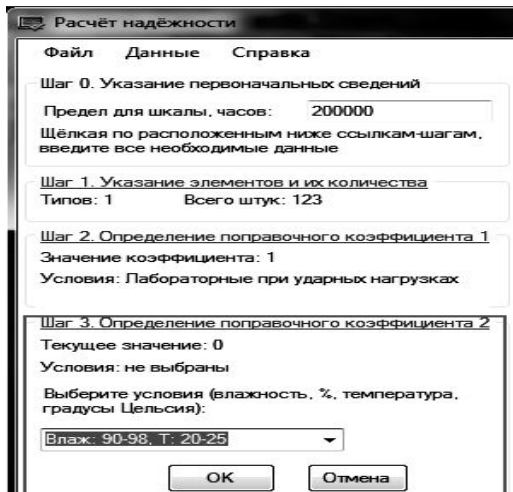 Расчёт надёжности
Файл Данные Справка
Шаг 0. Указание первоначальных сведений
Предел для шкалы, часов: 200000
Щёлкая по расположенным ниже ссылкам-шагам,
введите все необходимые данные
Шаг 1. Указание элементов и их количества
Типов: 1 Всего штук: 123
Шаг 2. Определение поправочного коэффициента 1
Значение коэффициента: 1
Условия: Лабораторные при ударных нагрузках
Шаг 3. Определение поправочного коэффициента 2
Текущее значение: 0
Условия: не выбраны
Выберите условия (влажность, %, температура,
градусы Цельсия):
Влаж: 90-98, Т: 20-25
OK Отмена